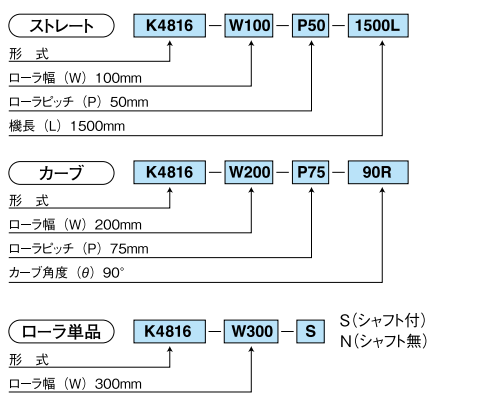 ストレート K4816 － W100 － P50 － 1500L
形　式
ローラ幅（W）100mm
ローラピッチ（P）50mm
機長（L）1500mm
カーブ K4816 － W200 － P75 － 90R
形　式
ローラ幅（W）200mm
ローラピッチ（P）75mm
カーブ角度（θ）90°
ローラ単品 K4816 － W300 － S S（シャフト付）
N（シャフト無）
形　式
ローラ幅（W）300mm